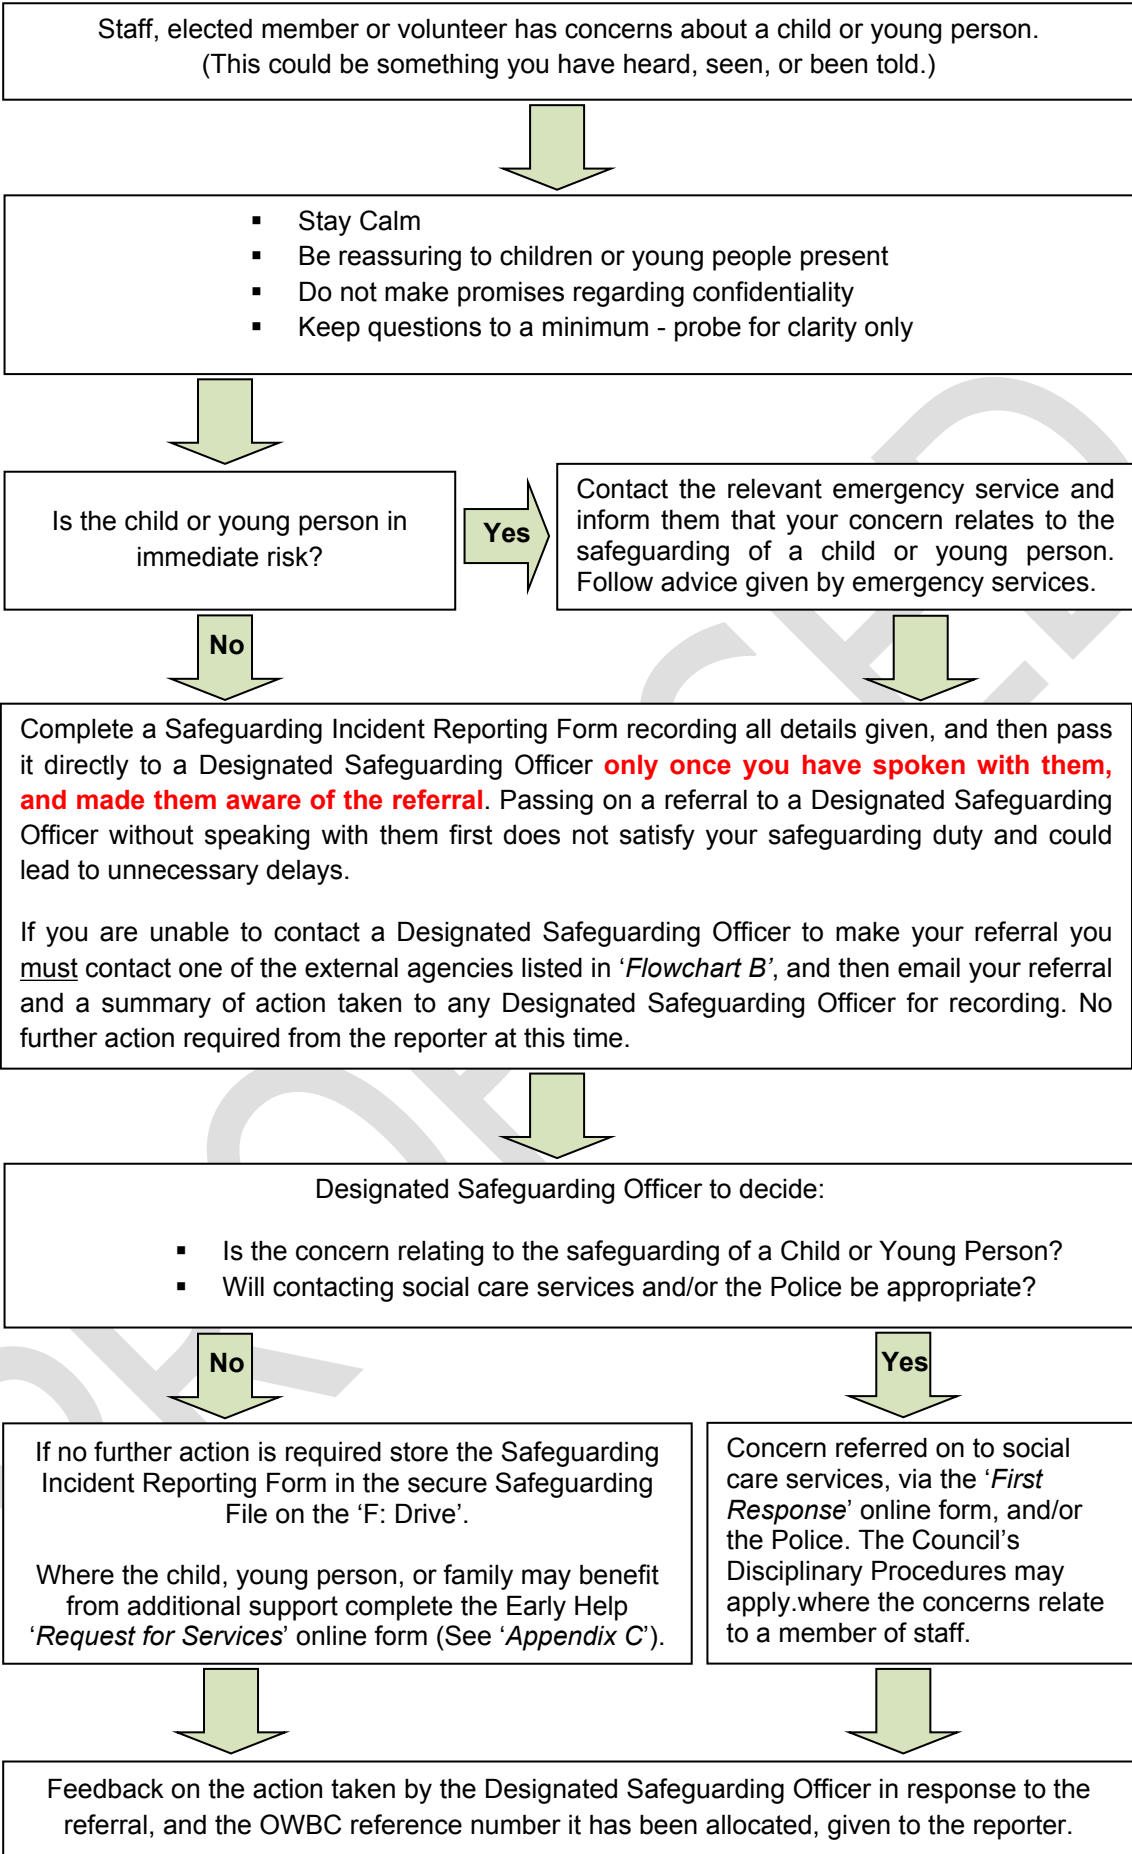 Staff, elected member or volunteer has concerns about a child or young person.
(This could be something you have heard, seen, or been told.)
▪ Stay Calm
▪ Be reassuring to children or young people present
▪ Do not make promises regarding confidentiality
▪ Keep questions to a minimum - probe for clarity only
Is the child or young person in
immediate risk?
Yes
Contact the relevant emergency service and
inform them that your concern relates to the
safeguarding of a child or young person.
Follow advice given by emergency services.
No
Complete a Safeguarding Incident Reporting Form recording all details given, and then pass
it directly to a Designated Safeguarding Officer only once you have spoken with them,
and made them aware of the referral. Passing on a referral to a Designated Safeguarding
Officer without speaking with them first does not satisfy your safeguarding duty and could
lead to unnecessary delays.
If you are unable to contact a Designated Safeguarding Officer to make your referral you
must contact one of the external agencies listed in ‘Flowchart B’, and then email your referral
and a summary of action taken to any Designated Safeguarding Officer for recording. No
further action required from the reporter at this time.
Designated Safeguarding Officer to decide:
▪ Is the concern relating to the safeguarding of a Child or Young Person?
▪ Will contacting social care services and/or the Police be appropriate?
No
Yes
If no further action is required store the Safeguarding
Incident Reporting Form in the secure Safeguarding
File on the ‘F: Drive’.
Where the child, young person, or family may benefit
from additional support complete the Early Help
‘Request for Services’ online form (See ‘Appendix C’).
Concern referred on to social
care services, via the ‘First
Response’ online form, and/or
the Police. The Council’s
Disciplinary Procedures may
apply.where the concerns relate
to a member of staff.
Feedback on the action taken by the Designated Safeguarding Officer in response to the
referral, and the OWBC reference number it has been allocated, given to the reporter.